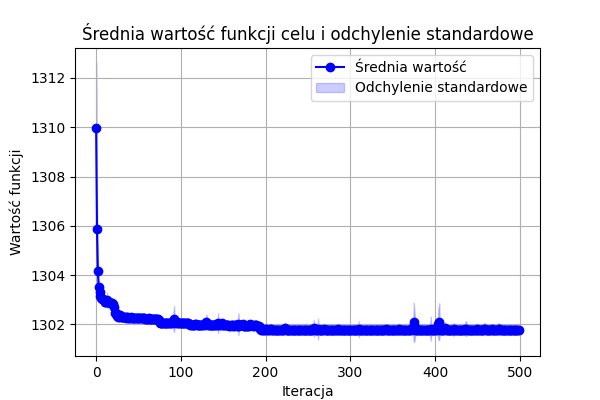 Średnia wartość funkcji celu i odchylenie standardowe
Średnia wartość
Odchylenie standardowe
Wartość funkcji
1312
1310
1308
1306
1304
1302
0 100 200 300 400 500
Iteracja